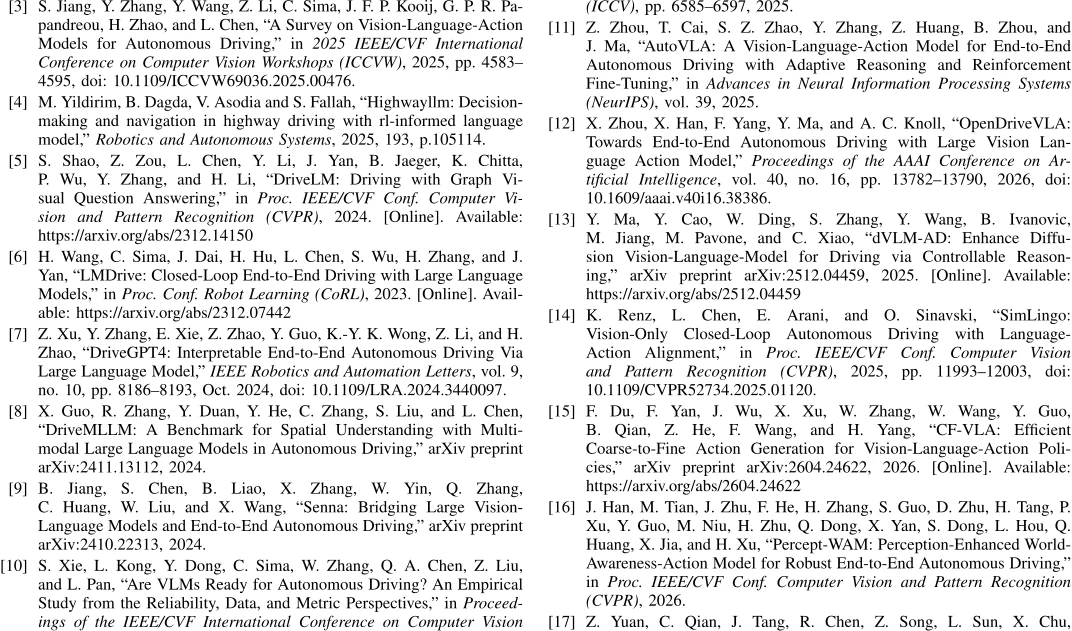 [3] S. Jiang, Y. Zhang, Y. Wang, Z. Li, C. Sima, J. F. P. Kooij, G. P. R. Pa-
pandreou, H. Zhao, and L. Chen, “A Survey on Vision-Language-Action
Models for Autonomous Driving,” in 2025 IEEE/CVF International
Conference on Computer Vision Workshops (ICCVW), 2025, pp. 4583–
4595, doi: 10.1109/ICCVW69036.2025.00476.
[4] M. Yildirim, B. Dagda, V. Asodia and S. Fallah, “Highwayllm: Decision-
making and navigation in highway driving with rl-informed language
model,” Robotics and Autonomous Systems, 2025, 193, p.105114.
[5] S. Shao, Z. Zou, L. Chen, Y. Li, J. Yan, B. Jaeger, K. Chitta,
P. Wu, Y. Zhang, and H. Li, “DriveLM: Driving with Graph Vi-
sual Question Answering,” in Proc. IEEE/CVF Conf. Computer Vi-
sion and Pattern Recognition (CVPR), 2024. [Online]. Available:
https://arxiv.org/abs/2312.14150
[6] H. Wang, C. Sima, J. Dai, H. Hu, L. Chen, S. Wu, H. Zhang, and J.
Yan, “LMDrive: Closed-Loop End-to-End Driving with Large Language
Models,” in Proc. Conf. Robot Learning (CoRL), 2023. [Online]. Avail-
able: https://arxiv.org/abs/2312.07442
[7] Z. Xu, Y. Zhang, E. Xie, Z. Zhao, Y. Guo, K.-Y. K. Wong, Z. Li, and H.
Zhao, “DriveGPT4: Interpretable End-to-End Autonomous Driving Via
Large Language Model,” IEEE Robotics and Automation Letters, vol. 9,
no. 10, pp. 8186–8193, Oct. 2024, doi: 10.1109/LRA.2024.3440097.
[8] X. Guo, R. Zhang, Y. Duan, Y. He, C. Zhang, S. Liu, and L. Chen,
“DriveMLLM: A Benchmark for Spatial Understanding with Multi-
modal Large Language Models in Autonomous Driving,” arXiv preprint
arXiv:2411.13112, 2024.
[9] B. Jiang, S. Chen, B. Liao, X. Zhang, W. Yin, Q. Zhang,
C. Huang, W. Liu, and X. Wang, “Senna: Bridging Large Vision-
Language Models and End-to-End Autonomous Driving,” arXiv preprint
arXiv:2410.22313, 2024.
[10] S. Xie, L. Kong, Y. Dong, C. Sima, W. Zhang, Q. A. Chen, Z. Liu,
and L. Pan, “Are VLMs Ready for Autonomous Driving? An Empirical
Study from the Reliability, Data, and Metric Perspectives,” in Proceed-
ings of the IEEE/CVF International Conference on Computer Vision
(ICCV), pp. 6585–6597, 2025.
[11] Z. Zhou, T. Cai, S. Z. Zhao, Y. Zhang, Z. Huang, B. Zhou, and
J. Ma, “AutoVLA: A Vision-Language-Action Model for End-to-End
Autonomous Driving with Adaptive Reasoning and Reinforcement
Fine-Tuning,” in Advances in Neural Information Processing Systems
(NeurIPS), vol. 39, 2025.
[12] X. Zhou, X. Han, F. Yang, Y. Ma, and A. C. Knoll, “OpenDriveVLA:
Towards End-to-End Autonomous Driving with Large Vision Lan-
guage Action Model,” Proceedings of the AAAI Conference on Ar-
tificial Intelligence, vol. 40, no. 16, pp. 13782–13790, 2026, doi:
10.1609/aaai.v40i16.38386.
[13] Y. Ma, Y. Cao, W. Ding, S. Zhang, Y. Wang, B. Ivanovic,
M. Jiang, M. Pavone, and C. Xiao, “dVLM-AD: Enhance Diffu-
sion Vision-Language-Model for Driving via Controllable Reason-
ing,” arXiv preprint arXiv:2512.04459, 2025. [Online]. Available:
https://arxiv.org/abs/2512.04459
[14] K. Renz, L. Chen, E. Arani, and O. Sinavski, “SimLingo:
Vision-Only Closed-Loop Autonomous Driving with Language-
Action Alignment,” in Proc. IEEE/CVF Conf. Computer Vision
and Pattern Recognition (CVPR), 2025, pp. 11993–12003, doi:
10.1109/CVPR52734.2025.01120.
[15] F. Du, F. Yan, J. Wu, X. Xu, W. Zhang, W. Wang, Y. Guo,
B. Qian, Z. He, F. Wang, and H. Yang, “CF-VLA: Efficient
Coarse-to-Fine Action Generation for Vision-Language-Action Poli-
cies,” arXiv preprint arXiv:2604.24622, 2026. [Online]. Available:
https://arxiv.org/abs/2604.24622
[16] J. Han, M. Tian, J. Zhu, F. He, H. Zhang, S. Guo, D. Zhu, H. Tang, P.
Xu, Y. Guo, M. Niu, H. Zhu, Q. Dong, X. Yan, S. Dong, L. Hou, Q.
Huang, X. Jia, and H. Xu, “Percept-WAM: Perception-Enhanced World-
Awareness-Action Model for Robust End-to-End Autonomous Driving,”
in Proc. IEEE/CVF Conf. Computer Vision and Pattern Recognition
(CVPR), 2026.
[17] Z. Yuan, C. Qian, J. Tang, R. Chen, Z. Song, L. Sun, X. Chu,